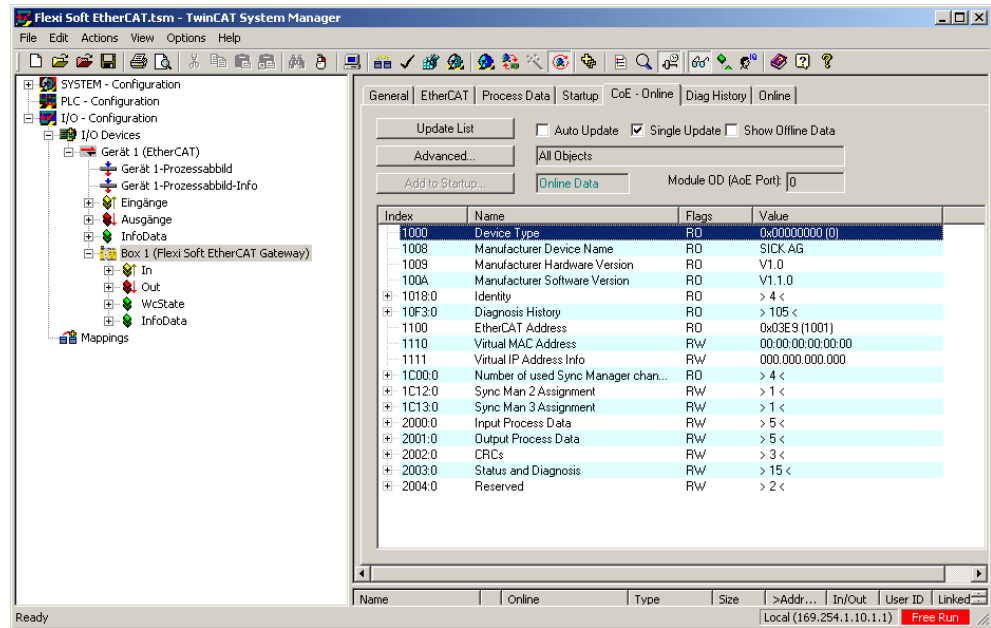 Flexi Soft EtherCAT.tsm - TwinCAT System Manager
File Edit Actions View Options Help
SYSTEM - Configuration
PLC - Configuration
I/O - Configuration
I/O Devices
Gerät 1 (EtherCAT)
Gerät 1-Prozessabbild
Gerät 1-Prozessabbild-Info
Eingänge
Ausgänge
InfoData
Box 1 (Flexi Soft EtherCAT Gateway)
In
Out
WcState
InfoData
Mappings
General EtherCAT Process Data Startup CoE - Online Diag History Online
Update List Auto Update Single Update Show Offline Data
Advanced... All Objects
Add to Startup... Online Data Module OD (AoE Port): 0
Index Name Flags Value
1000 Device Type RO 0x00000000 (0)
1008 Manufacturer Device Name RO SICK AG
1009 Manufacturer Hardware Version RO V1.0
100A Manufacturer Software Version RO V1.1.0
1018:0 Identity RO > 4 <
10F3:0 Diagnosis History RO > 105 <
1100 EtherCAT Address RO 0x03E9 (1001)
1110 Virtual MAC Address RW 00:00:00:00:00:00
1111 Virtual IP Address Info RW 000.000.000.000
1C00:0 Number of used Sync Manager chan... RO > 4 <
1C12:0 Sync Man 2 Assignment RW > 1 <
1C13:0 Sync Man 3 Assignment RW > 1 <
2000:0 Input Process Data RW > 5 <
2001:0 Output Process Data RW > 5 <
2002:0 CRCs RW > 3 <
2003:0 Status and Diagnosis RW > 15 <
2004:0 Reserved RW > 2 <
Name Online Type Size >Addr... In/Out User ID Linked
Ready Local (169.254.1.10.1.1) Free Run